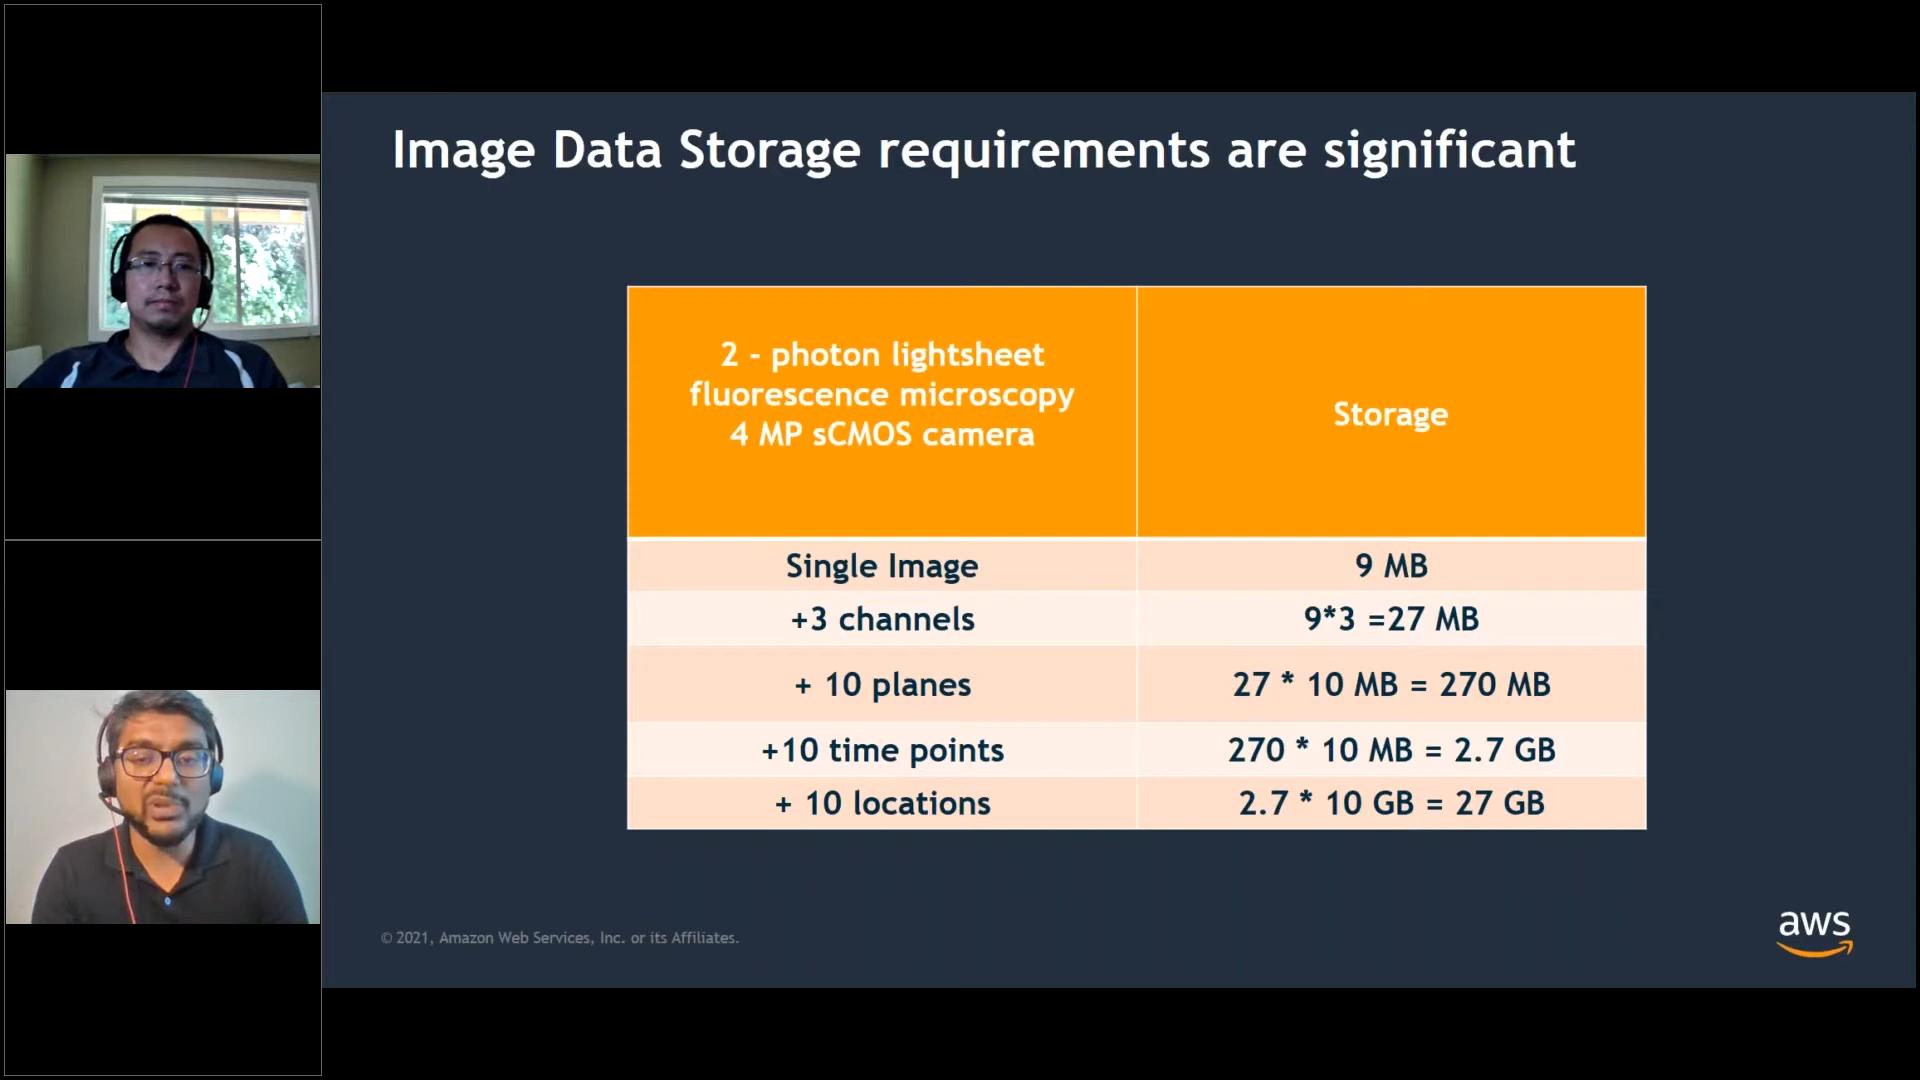 Image Data Storage requirements are significant
2 - photon lightsheet
fluorescence microscopy
4 MP sCMOS camera
Storage
Single Image
9 MB
+3 channels
9*3 =27 MB
+ 10 planes
27 * 10 MB = 270 MB
+10 time points
270 * 10 MB = 2.7 GB
+ 10 locations
2.7 * 10 GB = 27 GB
© 2021, Amazon Web Services, Inc. or its Affiliates.
aws